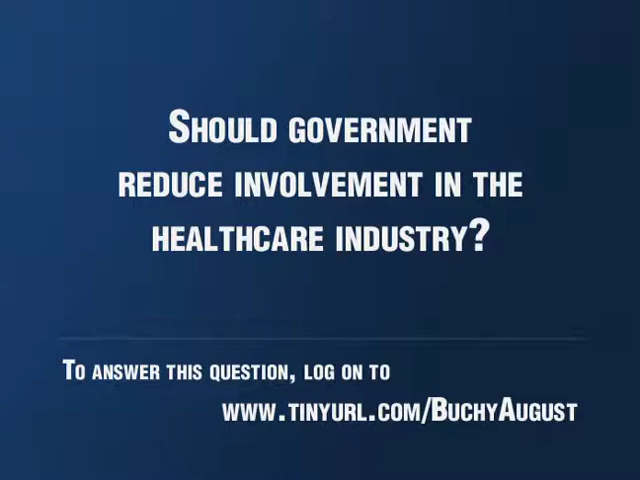 Should government
reduce involvement in the
healthcare industry?
To answer this question, log on to
www.tinyurl.com/BuchyAugust